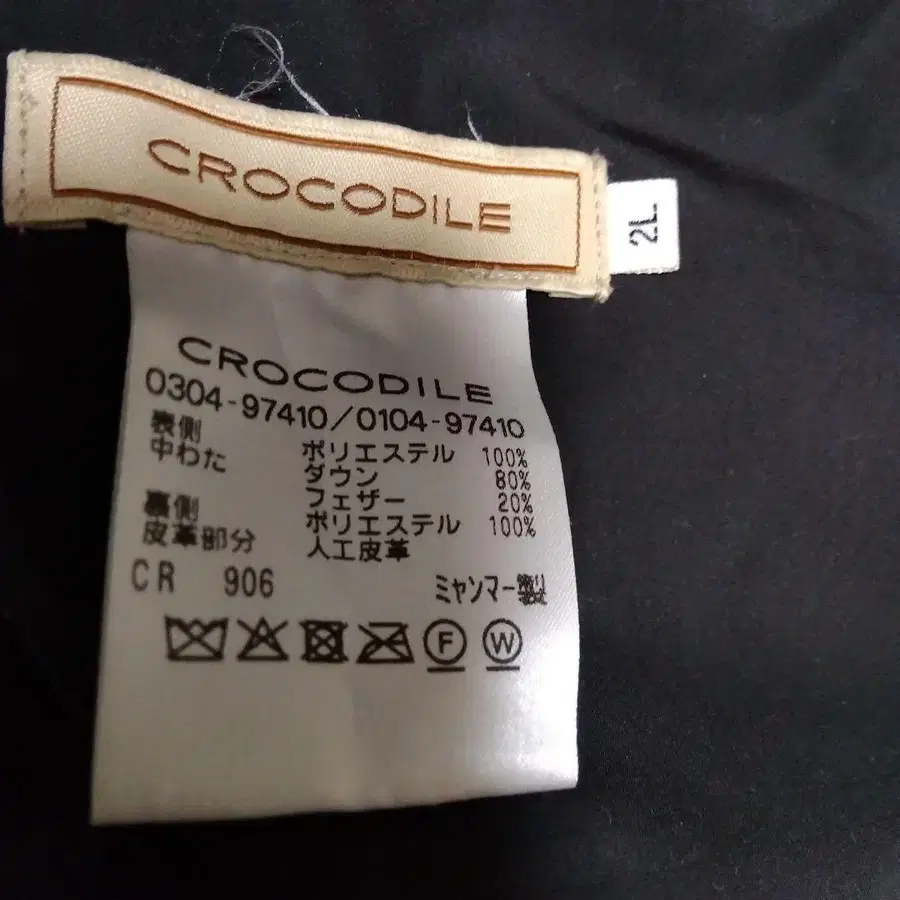 CROCODILE
2L
CROCODILE
0304-97410/0104-97410
表側 ポリエステル 100%
中わた ダウン 80%
フェザー 20%
裏側 ポリエステル 100%
皮革部分 人工皮革
CR 906 ミャンマー製
F W